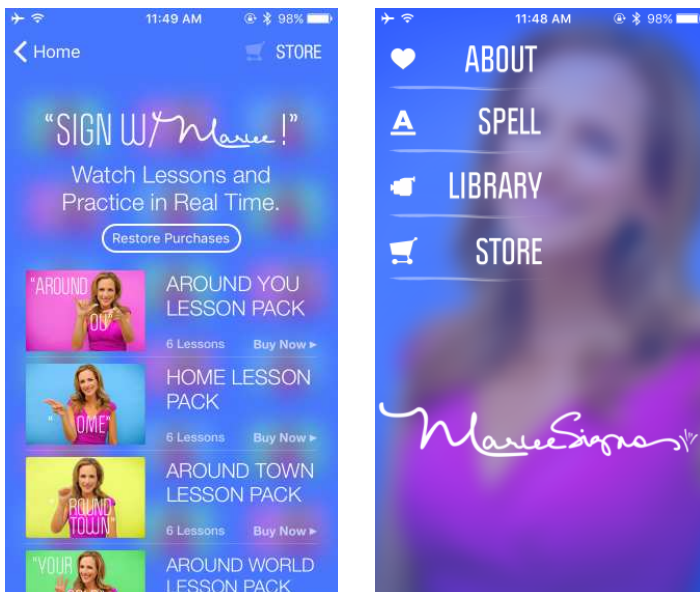 11:49 AM
98%
Home
STORE
"SIGN W/ Marlee!"
Watch Lessons and
Practice in Real Time.
Restore Purchases
"AROUND
YOU"
AROUND YOU
LESSON PACK
6 Lessons Buy Now
OME"
HOME LESSON
PACK
6 Lessons Buy Now
ROUND
TOWN"
AROUND TOWN
LESSON PACK
6 Lessons Buy Now
"YOUR
AROUND WORLD
LESSON PACK
11:48 AM
98%
ABOUT
A
SPELL
LIBRARY
STORE
MarleeSigns